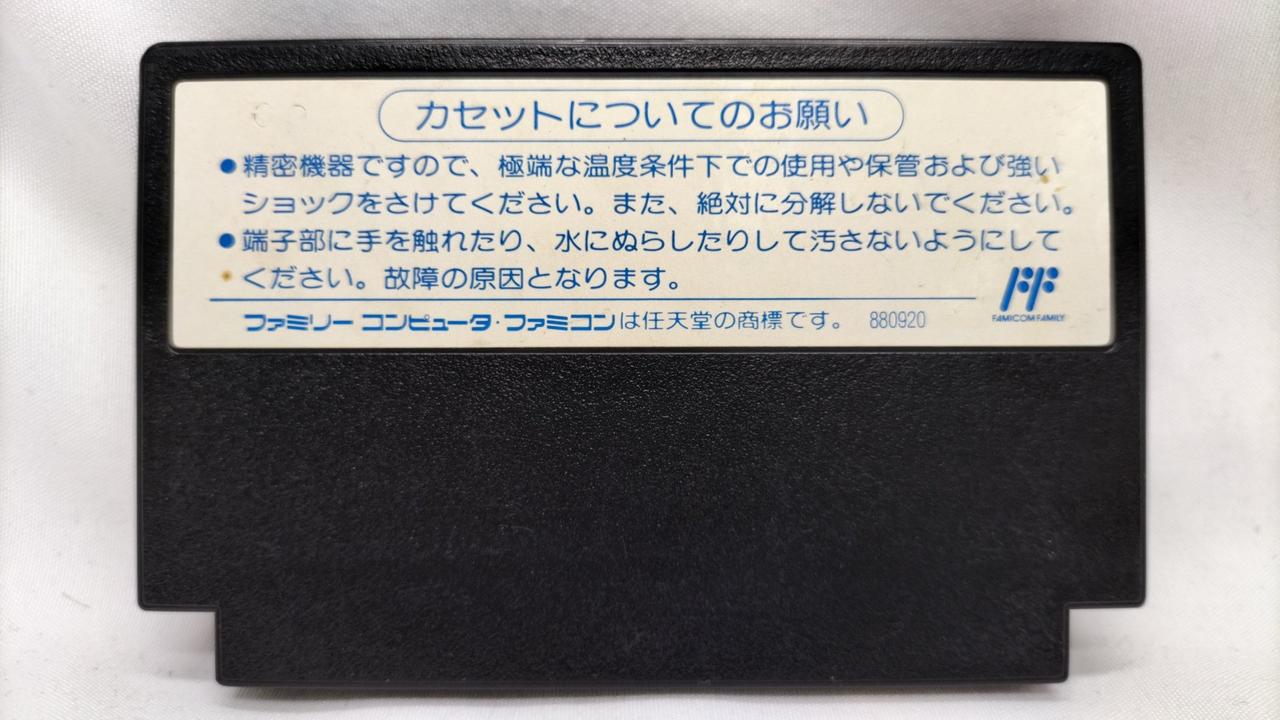 カセットについてのお願い
●精密機器ですので、極端な温度条件下での使用や保管および強い
ショックをさけてください。また、絶対に分解しないでください。
●端子部に手を触れたり、水にぬらしたりして汚さないようにして
ください。故障の原因となります。
FAMICOM FAMILY
ファミリー コンピュータ・ファミコンは任天堂の商標です。 880920